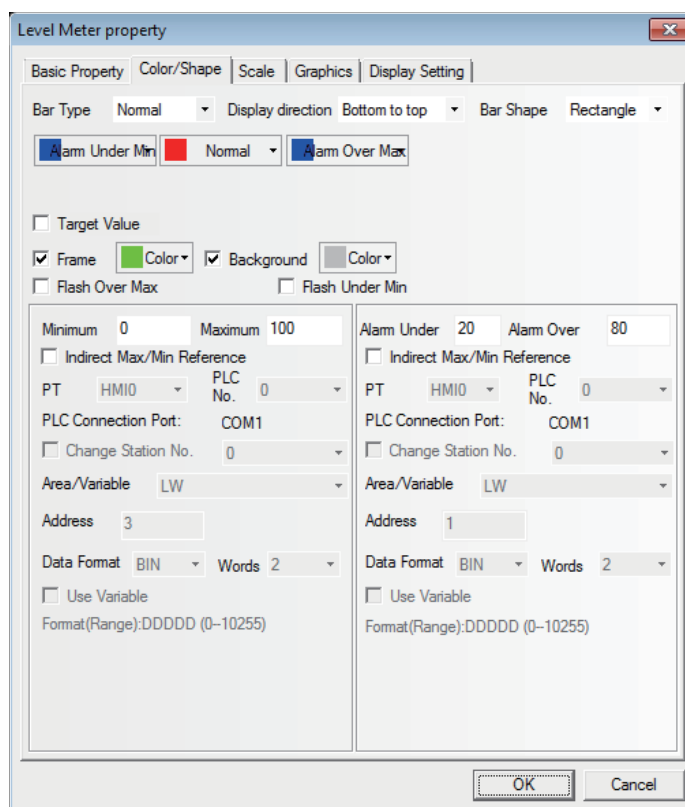 Level Meter property
Basic Property Color/Shape Scale Graphics Display Setting
Bar Type Normal Display direction Bottom to top Bar Shape Rectangle
Alarm Under Min Normal Alarm Over Max
Target Value
Frame Color Background Color
Flash Over Max Flash Under Min
Minimum 0 Maximum 100 Alarm Under 20 Alarm Over 80
Indirect Max/Min Reference Indirect Max/Min Reference
PT HMI0 PLC No. 0 PT HMI0 PLC No. 0
PLC Connection Port: COM1 PLC Connection Port: COM1
Change Station No. 0 Change Station No. 0
Area/Variable LW Area/Variable LW
Address 3 Address 1
Data Format BIN Words 2 Data Format BIN Words 2
Use Variable Use Variable
Format(Range):DDDDD (0--10255) Format(Range):DDDDD (0--10255)
OK Cancel